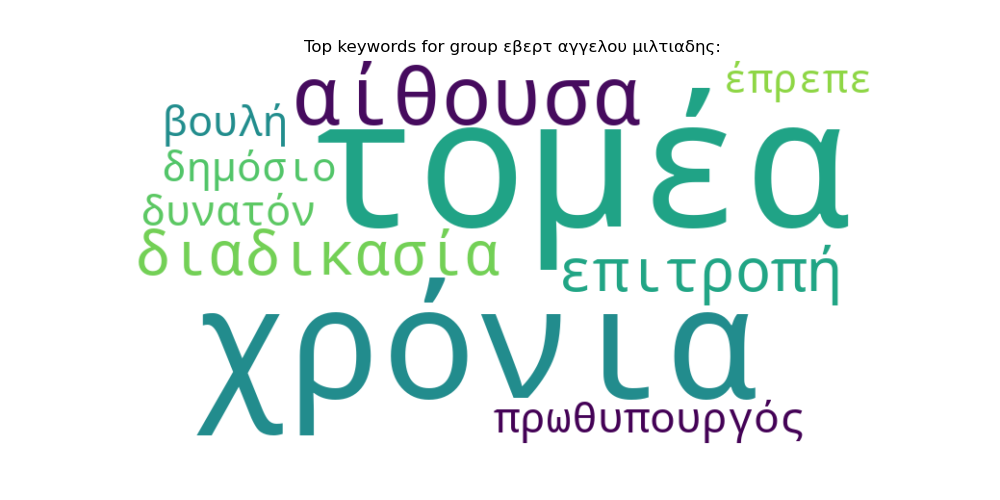 Top keywords for group εβερτ αγγελου μιλτιαδης:
έπρεπε
αίθουσα
βουλή
τομέα
δημόσιο
δυνατόν
διαδικασία
επιτροπή
χρόνια
πρωθυπουργός